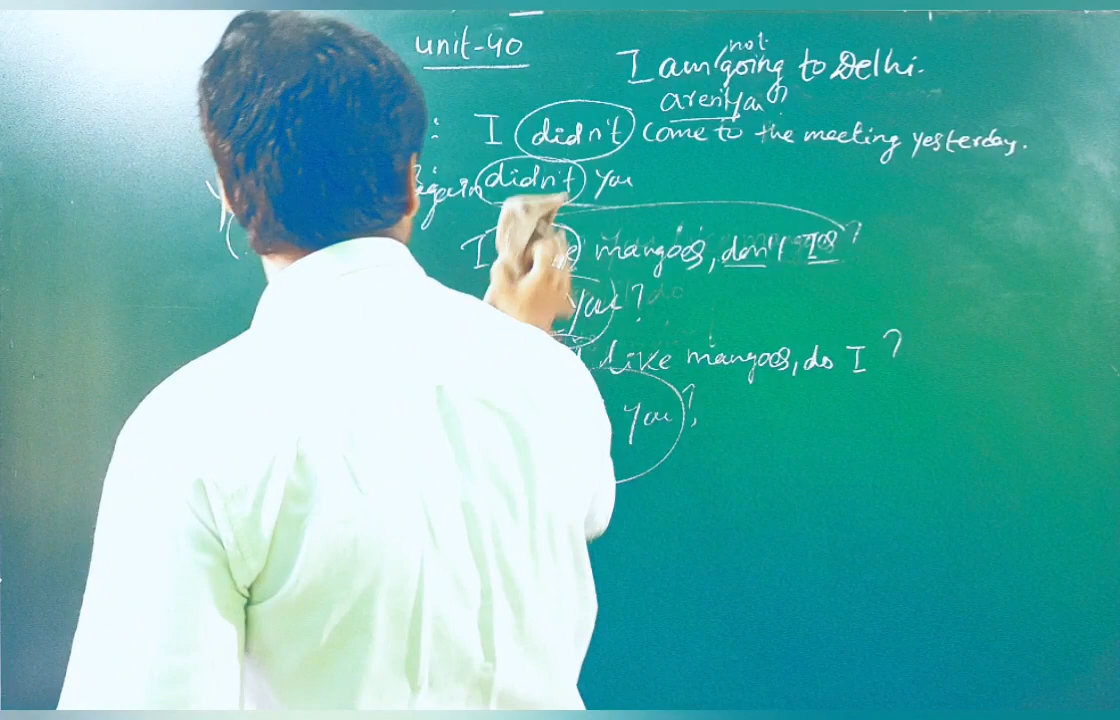 unit-40
I am not going to Delhi.
aren't you?
: I didn't come to the meeting yesterday.
didn't you
I mangoes, don't I?
you?
like mangoes, do I?
you?